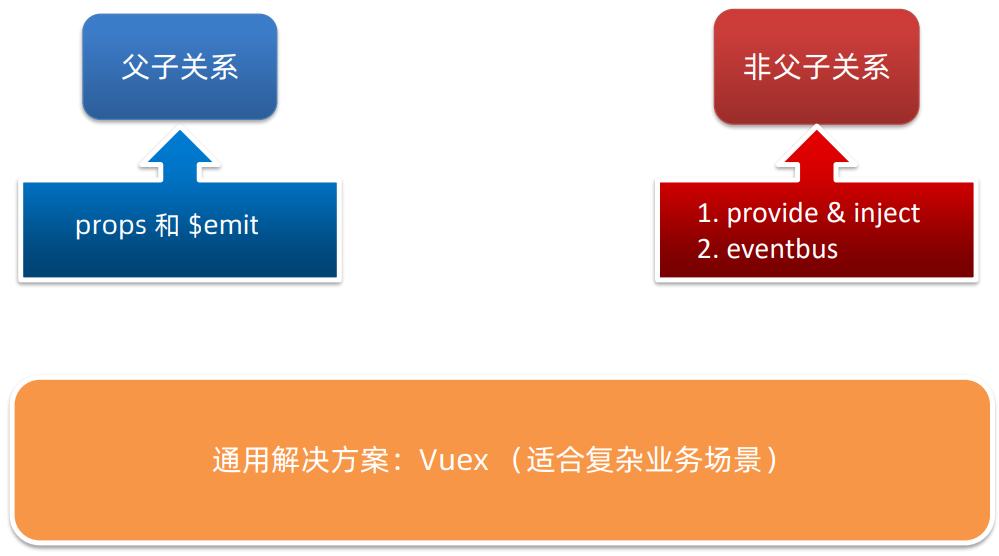 父子关系
非父子关系
props 和 $emit
1. provide & inject
2. eventbus
通用解决方案：Vuex（适合复杂业务场景）